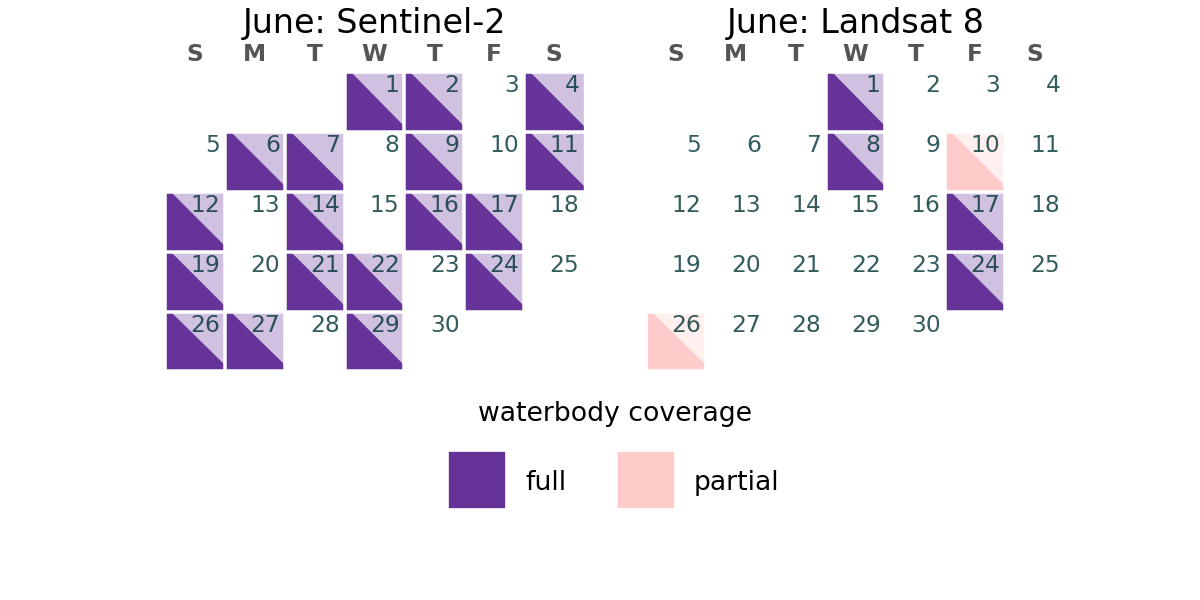 June: Sentinel-2
S M T W T F S
1 2 3 4
5 6 7 8 9 10 11
12 13 14 15 16 17 18
19 20 21 22 23 24 25
26 27 28 29 30
June: Landsat 8
S M T W T F S
1 2 3 4
5 6 7 8 9 10 11
12 13 14 15 16 17 18
19 20 21 22 23 24 25
26 27 28 29 30
waterbody coverage
full
partial